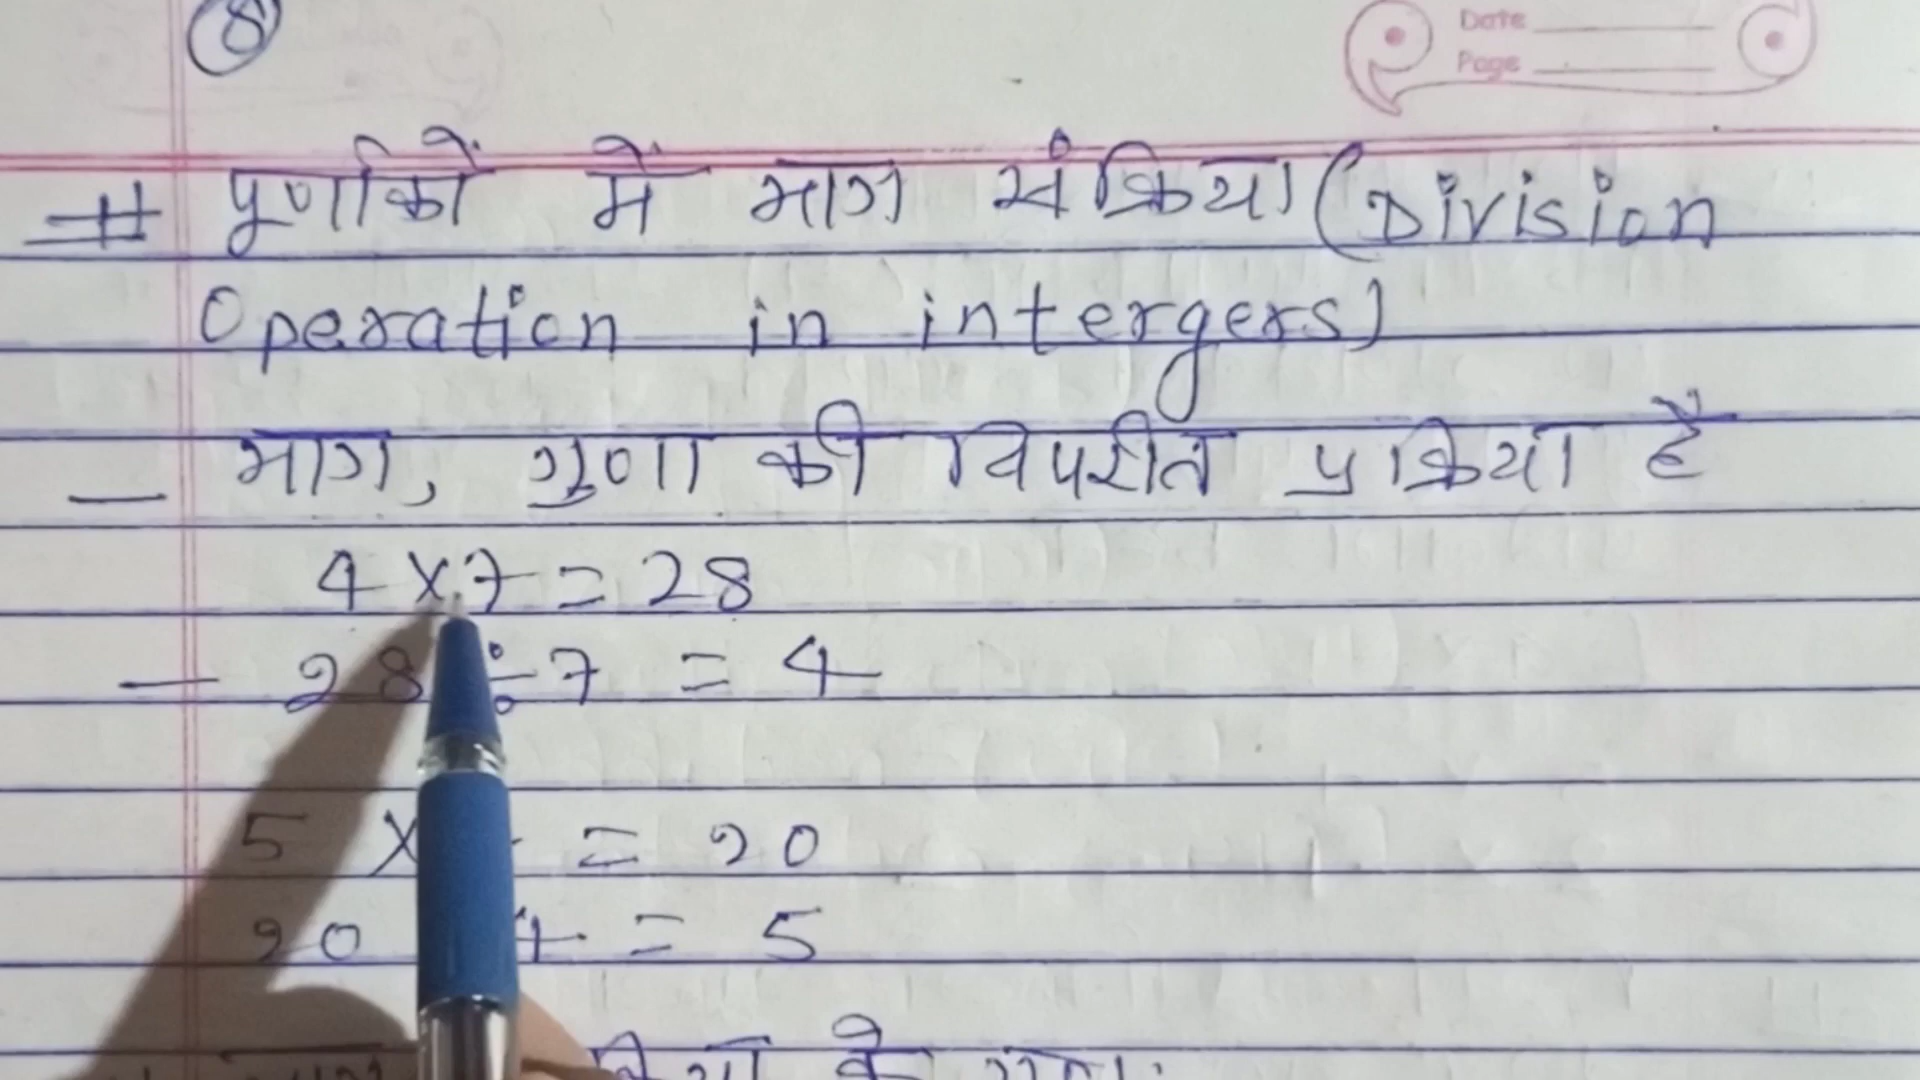 8
Date
Page
# पुर्णाकों में भाग संक्रिया (Division
Operation in intergers)
– भाग, गुणा की विपरीत प्रक्रिया है
4 × 7 = 28
– 28 ÷ 7 = 4
5 × = 20
20 4 = 5
के गुण: